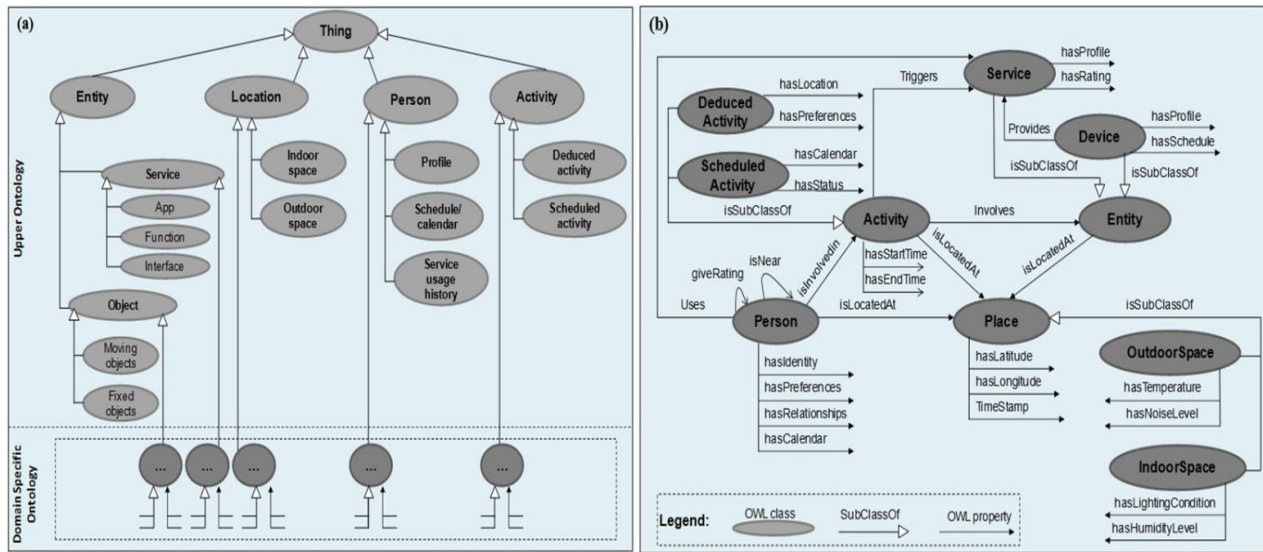 (a)
Thing
Entity
Location
Person
Activity
Indoor
space
Outdoor
space
Profile
Schedule/
calendar
Service
usage
history
Deduced
activity
Scheduled
activity
Service
App
Function
Interface
Object
Moving
objects
Fixed
objects
Upper Ontology
Domain Specific
Ontology
...
...
...
...
...
(b)
Service
hasProfile
hasRating
Triggers
Deduced
Activity
hasLocation
hasPreferences
Scheduled
Activity
hasCalendar
hasStatus
isSubClassOf
Provides
Device
hasProfile
hasSchedule
isSubClassOf
isSubClassOf
Activity
Involves
Entity
hasStartTime
hasEndTime
isLocatedAt
isLocatedAt
isInvolvedin
giveRating
isNear
Uses
Person
isLocatedAt
Place
isSubClassOf
hasIdentity
hasPreferences
hasRelationships
hasCalendar
hasLatitude
hasLongitude
TimeStamp
OutdoorSpace
hasTemperature
hasNoiseLevel
IndoorSpace
hasLightingCondition
hasHumidityLevel
Legend:
OWL class
SubClassOf
OWL property